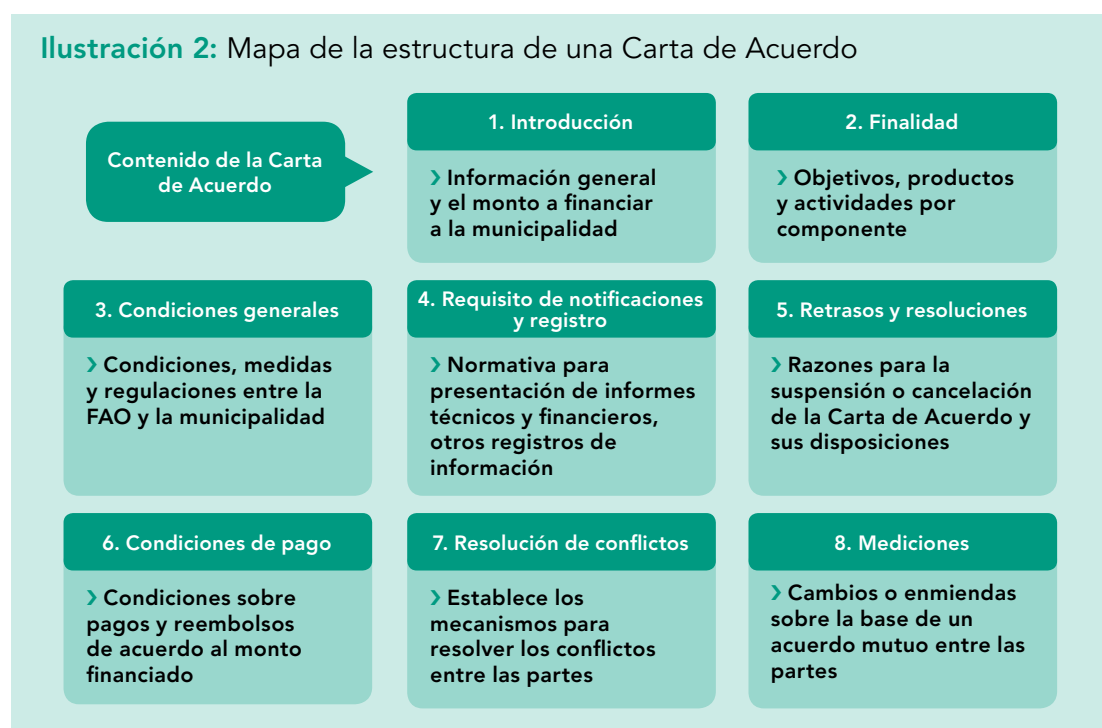 Ilustración 2: Mapa de la estructura de una Carta de Acuerdo
Contenido de la Carta
de Acuerdo
1. Introducción
› Información general
y el monto a financiar
a la municipalidad
2. Finalidad
› Objetivos, productos
y actividades por
componente
3. Condiciones generales
› Condiciones, medidas
y regulaciones entre la
FAO y la municipalidad
4. Requisito de notificaciones
y registro
› Normativa para
presentación de informes
técnicos y financieros,
otros registros de
información
5. Retrasos y resoluciones
› Razones para la
suspensión o cancelación
de la Carta de Acuerdo y
sus disposiciones
6. Condiciones de pago
› Condiciones sobre
pagos y reembolsos
de acuerdo al monto
financiado
7. Resolución de conflictos
› Establece los
mecanismos para
resolver los conflictos
entre las partes
8. Mediciones
› Cambios o enmiendas
sobre la base de un
acuerdo mutuo entre las
partes